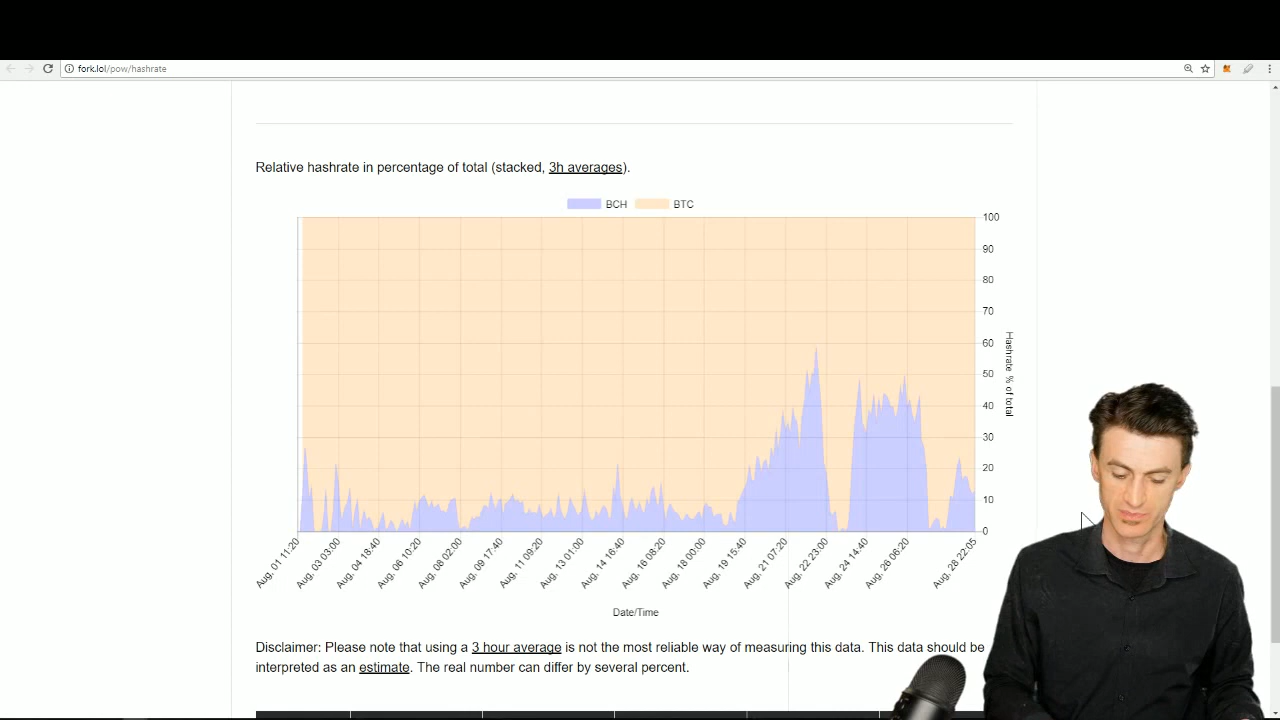 fork.lol/pow/hashrate
Relative hashrate in percentage of total (stacked, 3h averages).
BCH BTC
100
90
80
70
60
50
40
30
20
10
0
Hashrate % of total
Aug. 01 11:20
Aug. 03 03:00
Aug. 04 18:40
Aug. 06 10:20
Aug. 08 02:00
Aug. 09 17:40
Aug. 11 09:20
Aug. 13 01:00
Aug. 14 16:40
Aug. 16 08:20
Aug. 18 00:00
Aug. 19 15:40
Aug. 21 07:20
Aug. 22 23:00
Aug. 24 14:40
Aug. 26 06:20
Aug. 28 22:05
Date/Time
Disclaimer: Please note that using a 3 hour average is not the most reliable way of measuring this data. This data should be
interpreted as an estimate. The real number can differ by several percent.